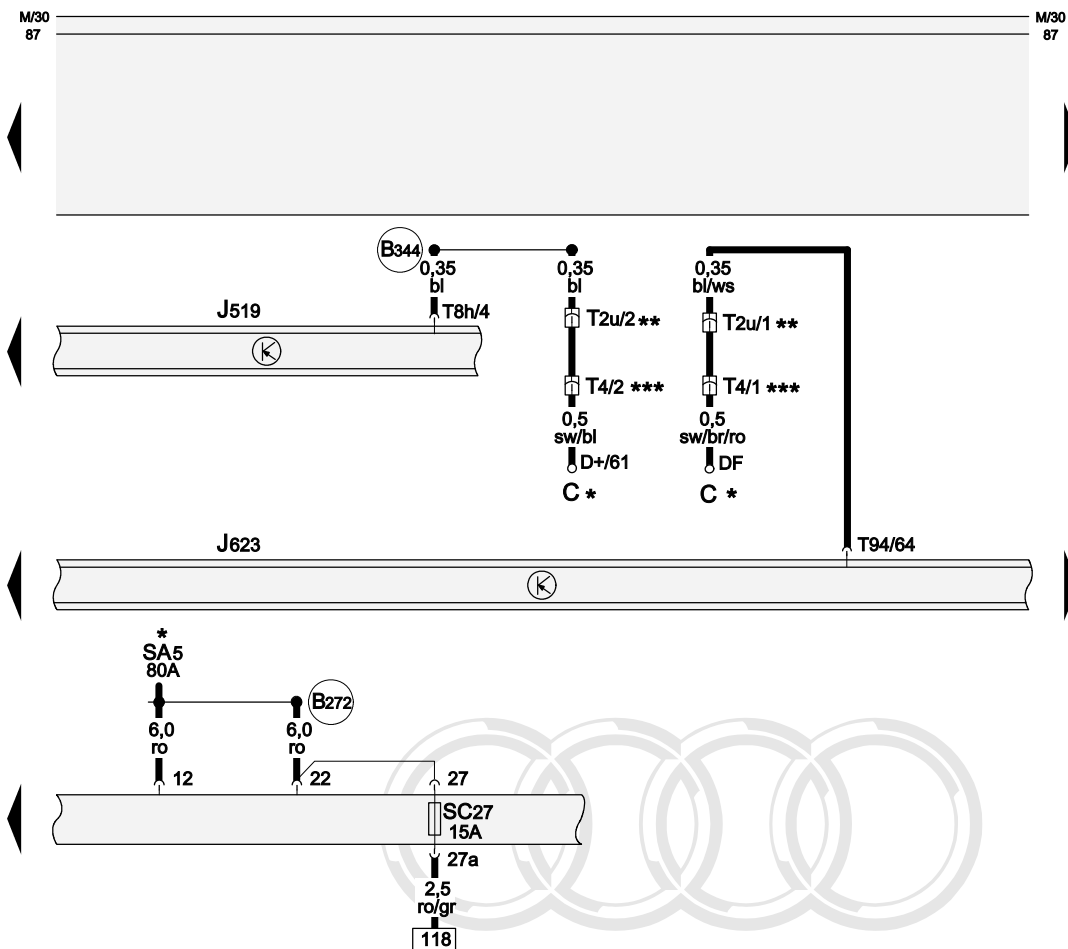 M/30 M/30
87 87
B344
0,35 0,35 0,35
bl bl bl/ws
J519 T8h/4 T2u/2 ** T2u/1 **
T4/2 *** T4/1 ***
0,5 0,5
sw/bl sw/br/ro
D+/61 DF
C * C *
J623 T94/64
*
SA5
80A
B272
6,0 6,0
ro ro
12 22 27
SC27
15A
27a
2,5
ro/gr
118